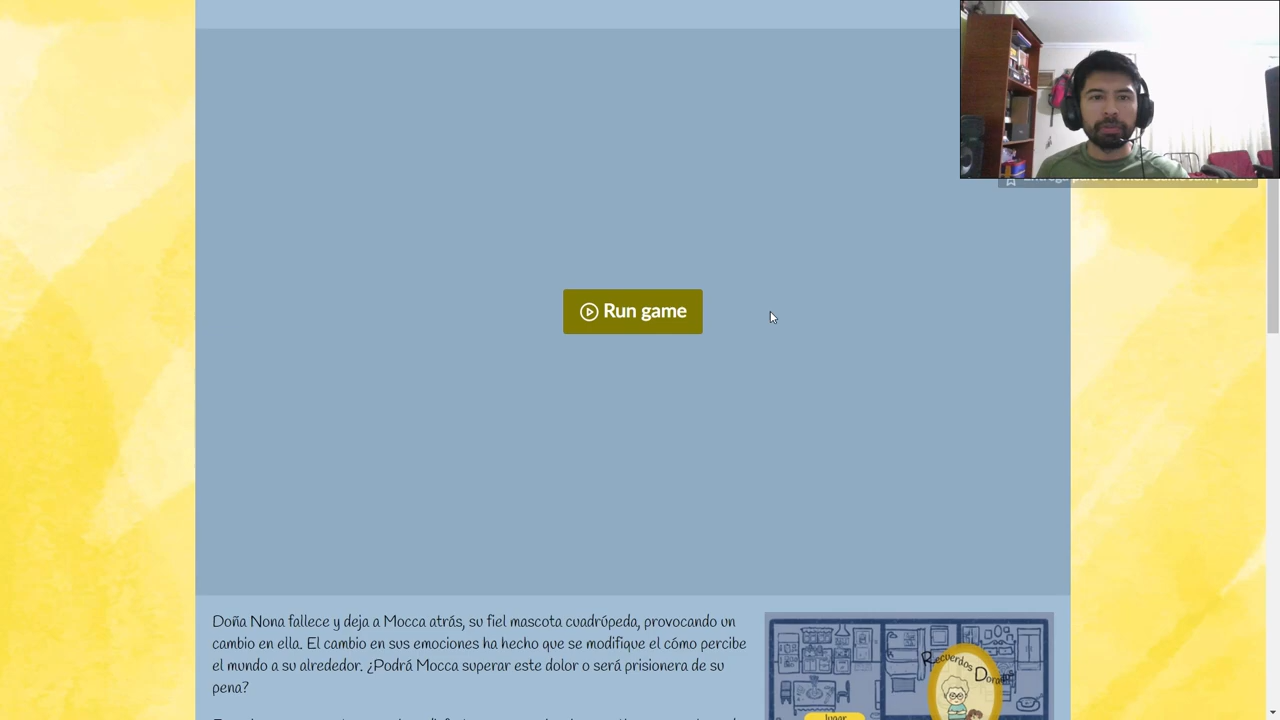 Run game
Doña Nona fallece y deja a Mocca atrás, su fiel mascota cuadrúpeda, provocando un
cambio en ella. El cambio en sus emociones ha hecho que se modifique el cómo percibe
el mundo a su alrededor. ¿Podrá Mocca superar este dolor o será prisionera de su
pena?
Recuerdos
Jugar